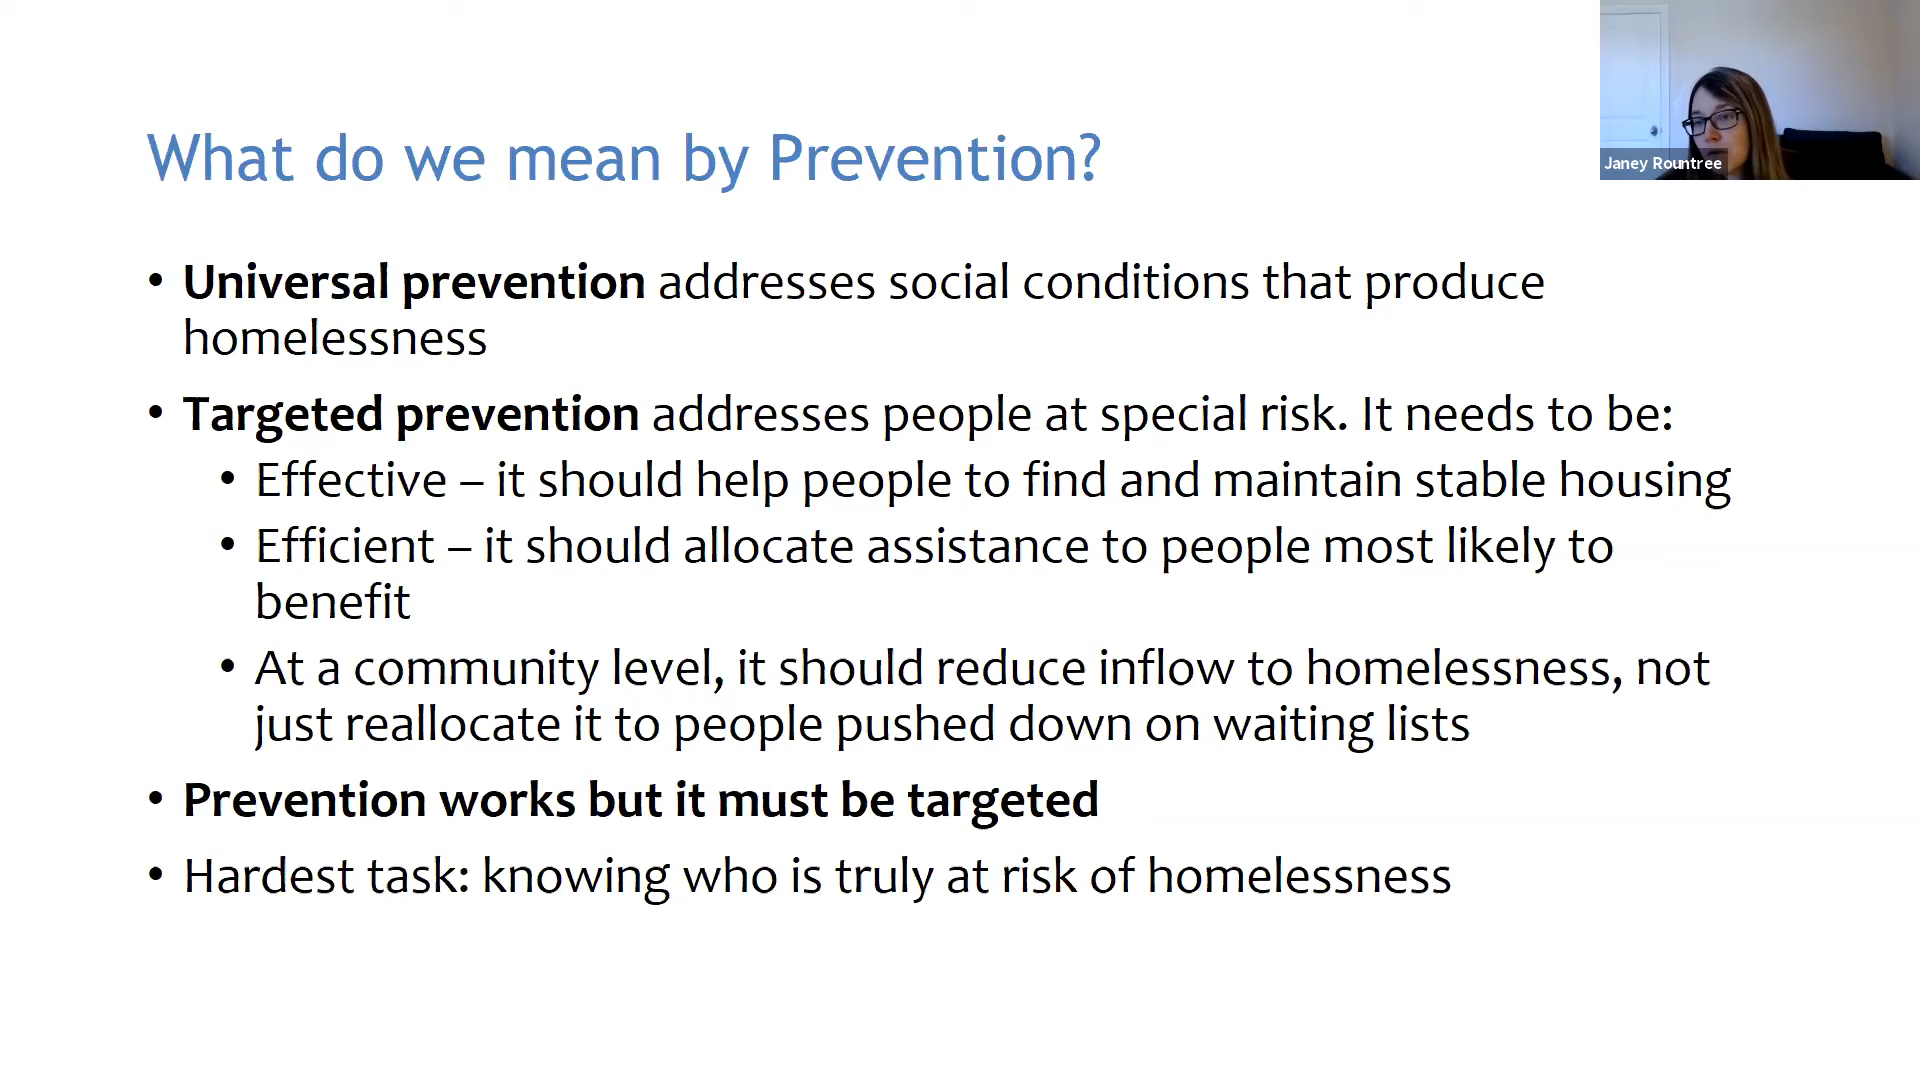 What do we mean by Prevention?
Janey Rountree
• Universal prevention addresses social conditions that produce
homelessness
• Targeted prevention addresses people at special risk. It needs to be:
• Effective – it should help people to find and maintain stable housing
• Efficient – it should allocate assistance to people most likely to
benefit
• At a community level, it should reduce inflow to homelessness, not
just reallocate it to people pushed down on waiting lists
• Prevention works but it must be targeted
• Hardest task: knowing who is truly at risk of homelessness